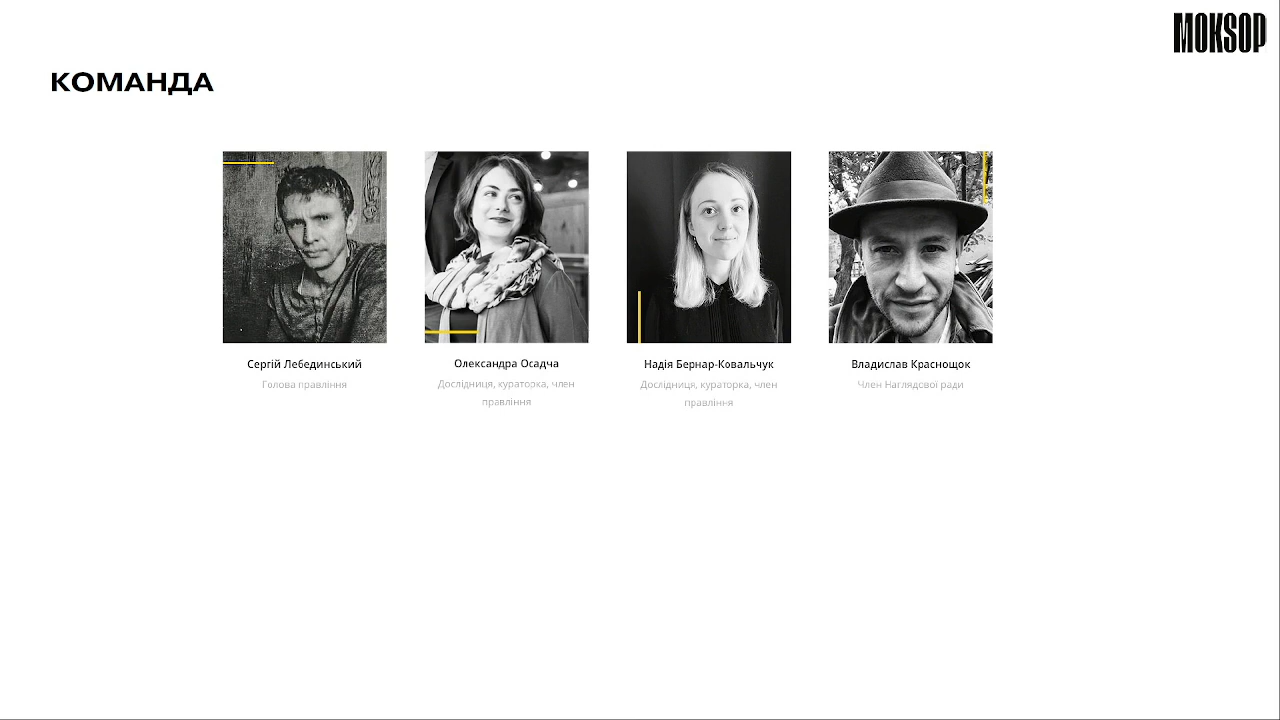 MOKSOP
КОМАНДА
Сергій Лебединський
Голова правління
Олександра Осадча
Дослідниця, кураторка, член
правління
Надія Бернар-Ковальчук
Дослідниця, кураторка, член
правління
Владислав Краснощок
Член Наглядової ради